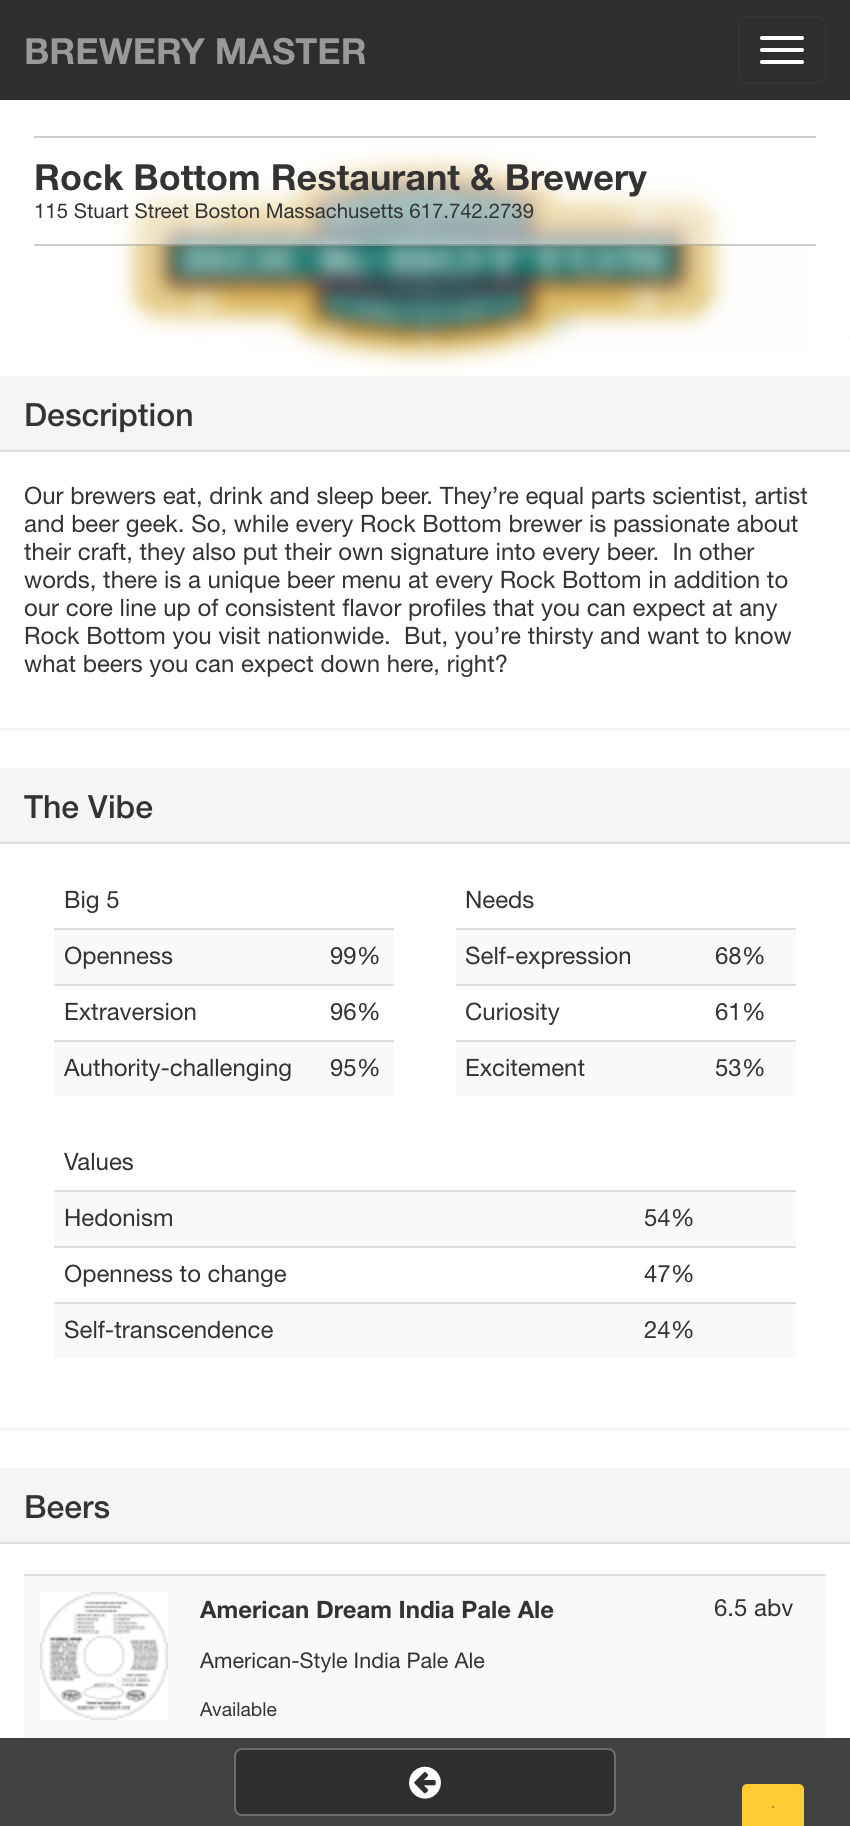 BREWERY MASTER
Rock Bottom Restaurant & Brewery
115 Stuart Street Boston Massachusetts 617.742.2739
Description
Our brewers eat, drink and sleep beer. They’re equal parts scientist, artist
and beer geek. So, while every Rock Bottom brewer is passionate about
their craft, they also put their own signature into every beer.  In other
words, there is a unique beer menu at every Rock Bottom in addition to
our core line up of consistent flavor profiles that you can expect at any
Rock Bottom you visit nationwide.  But, you’re thirsty and want to know
what beers you can expect down here, right?
The Vibe
Big 5
Openness 99%
Extraversion 96%
Authority-challenging 95%
Needs
Self-expression 68%
Curiosity 61%
Excitement 53%
Values
Hedonism 54%
Openness to change 47%
Self-transcendence 24%
Beers
American Dream India Pale Ale 6.5 abv
American-Style India Pale Ale
Available